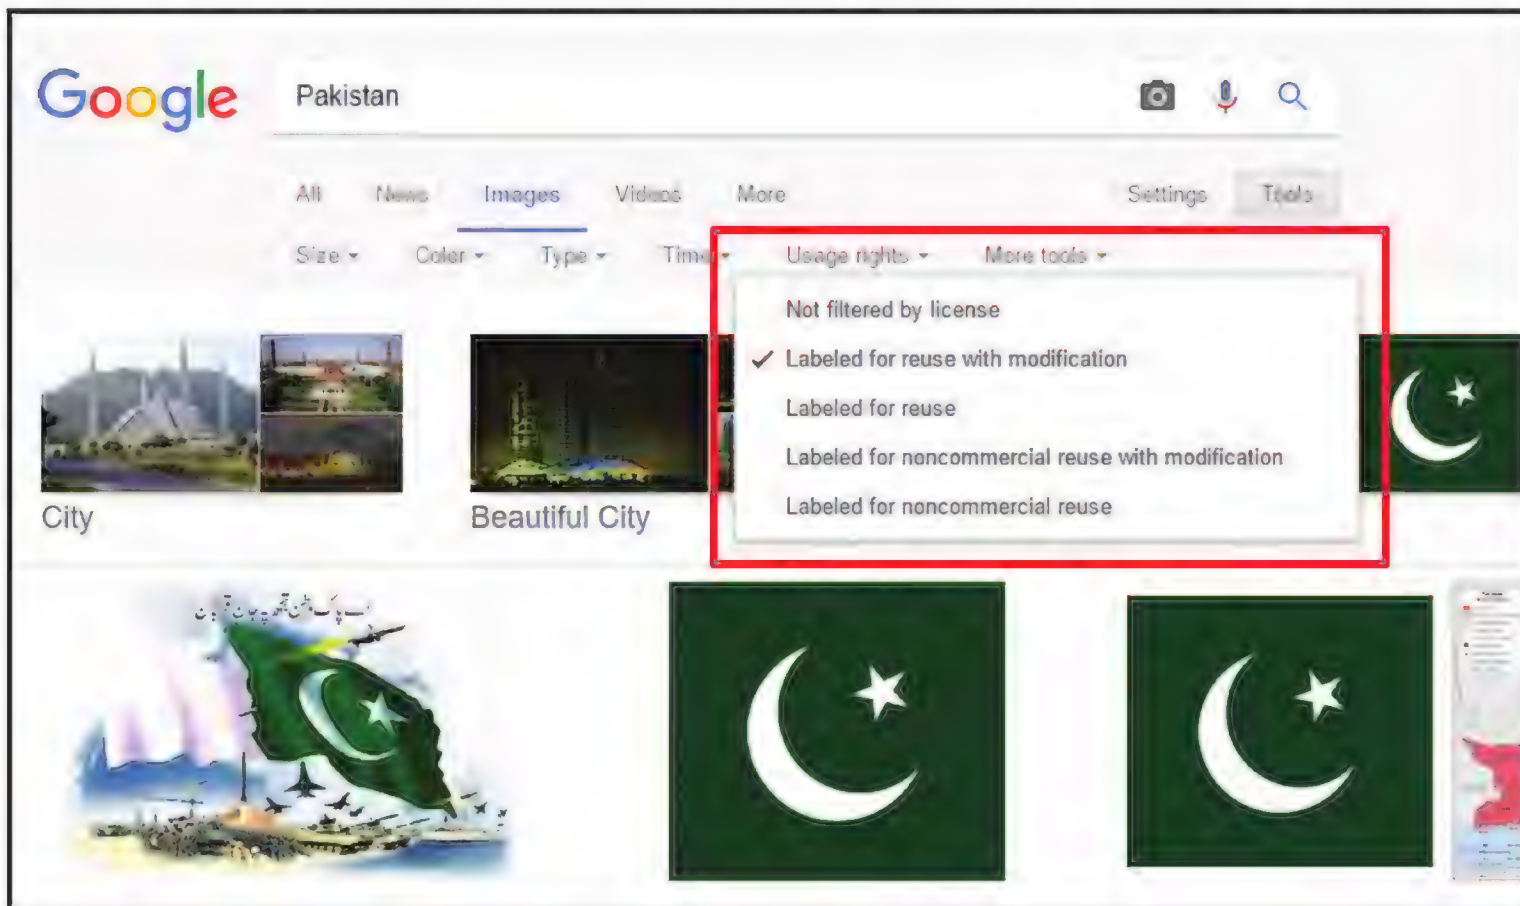 Google
Pakistan
All News Images Videos More Settings Tools
Size Color Type Time Usage rights More tools
Not filtered by license
Labeled for reuse with modification
Labeled for reuse
Labeled for noncommercial reuse with modification
Labeled for noncommercial reuse
City
Beautiful City